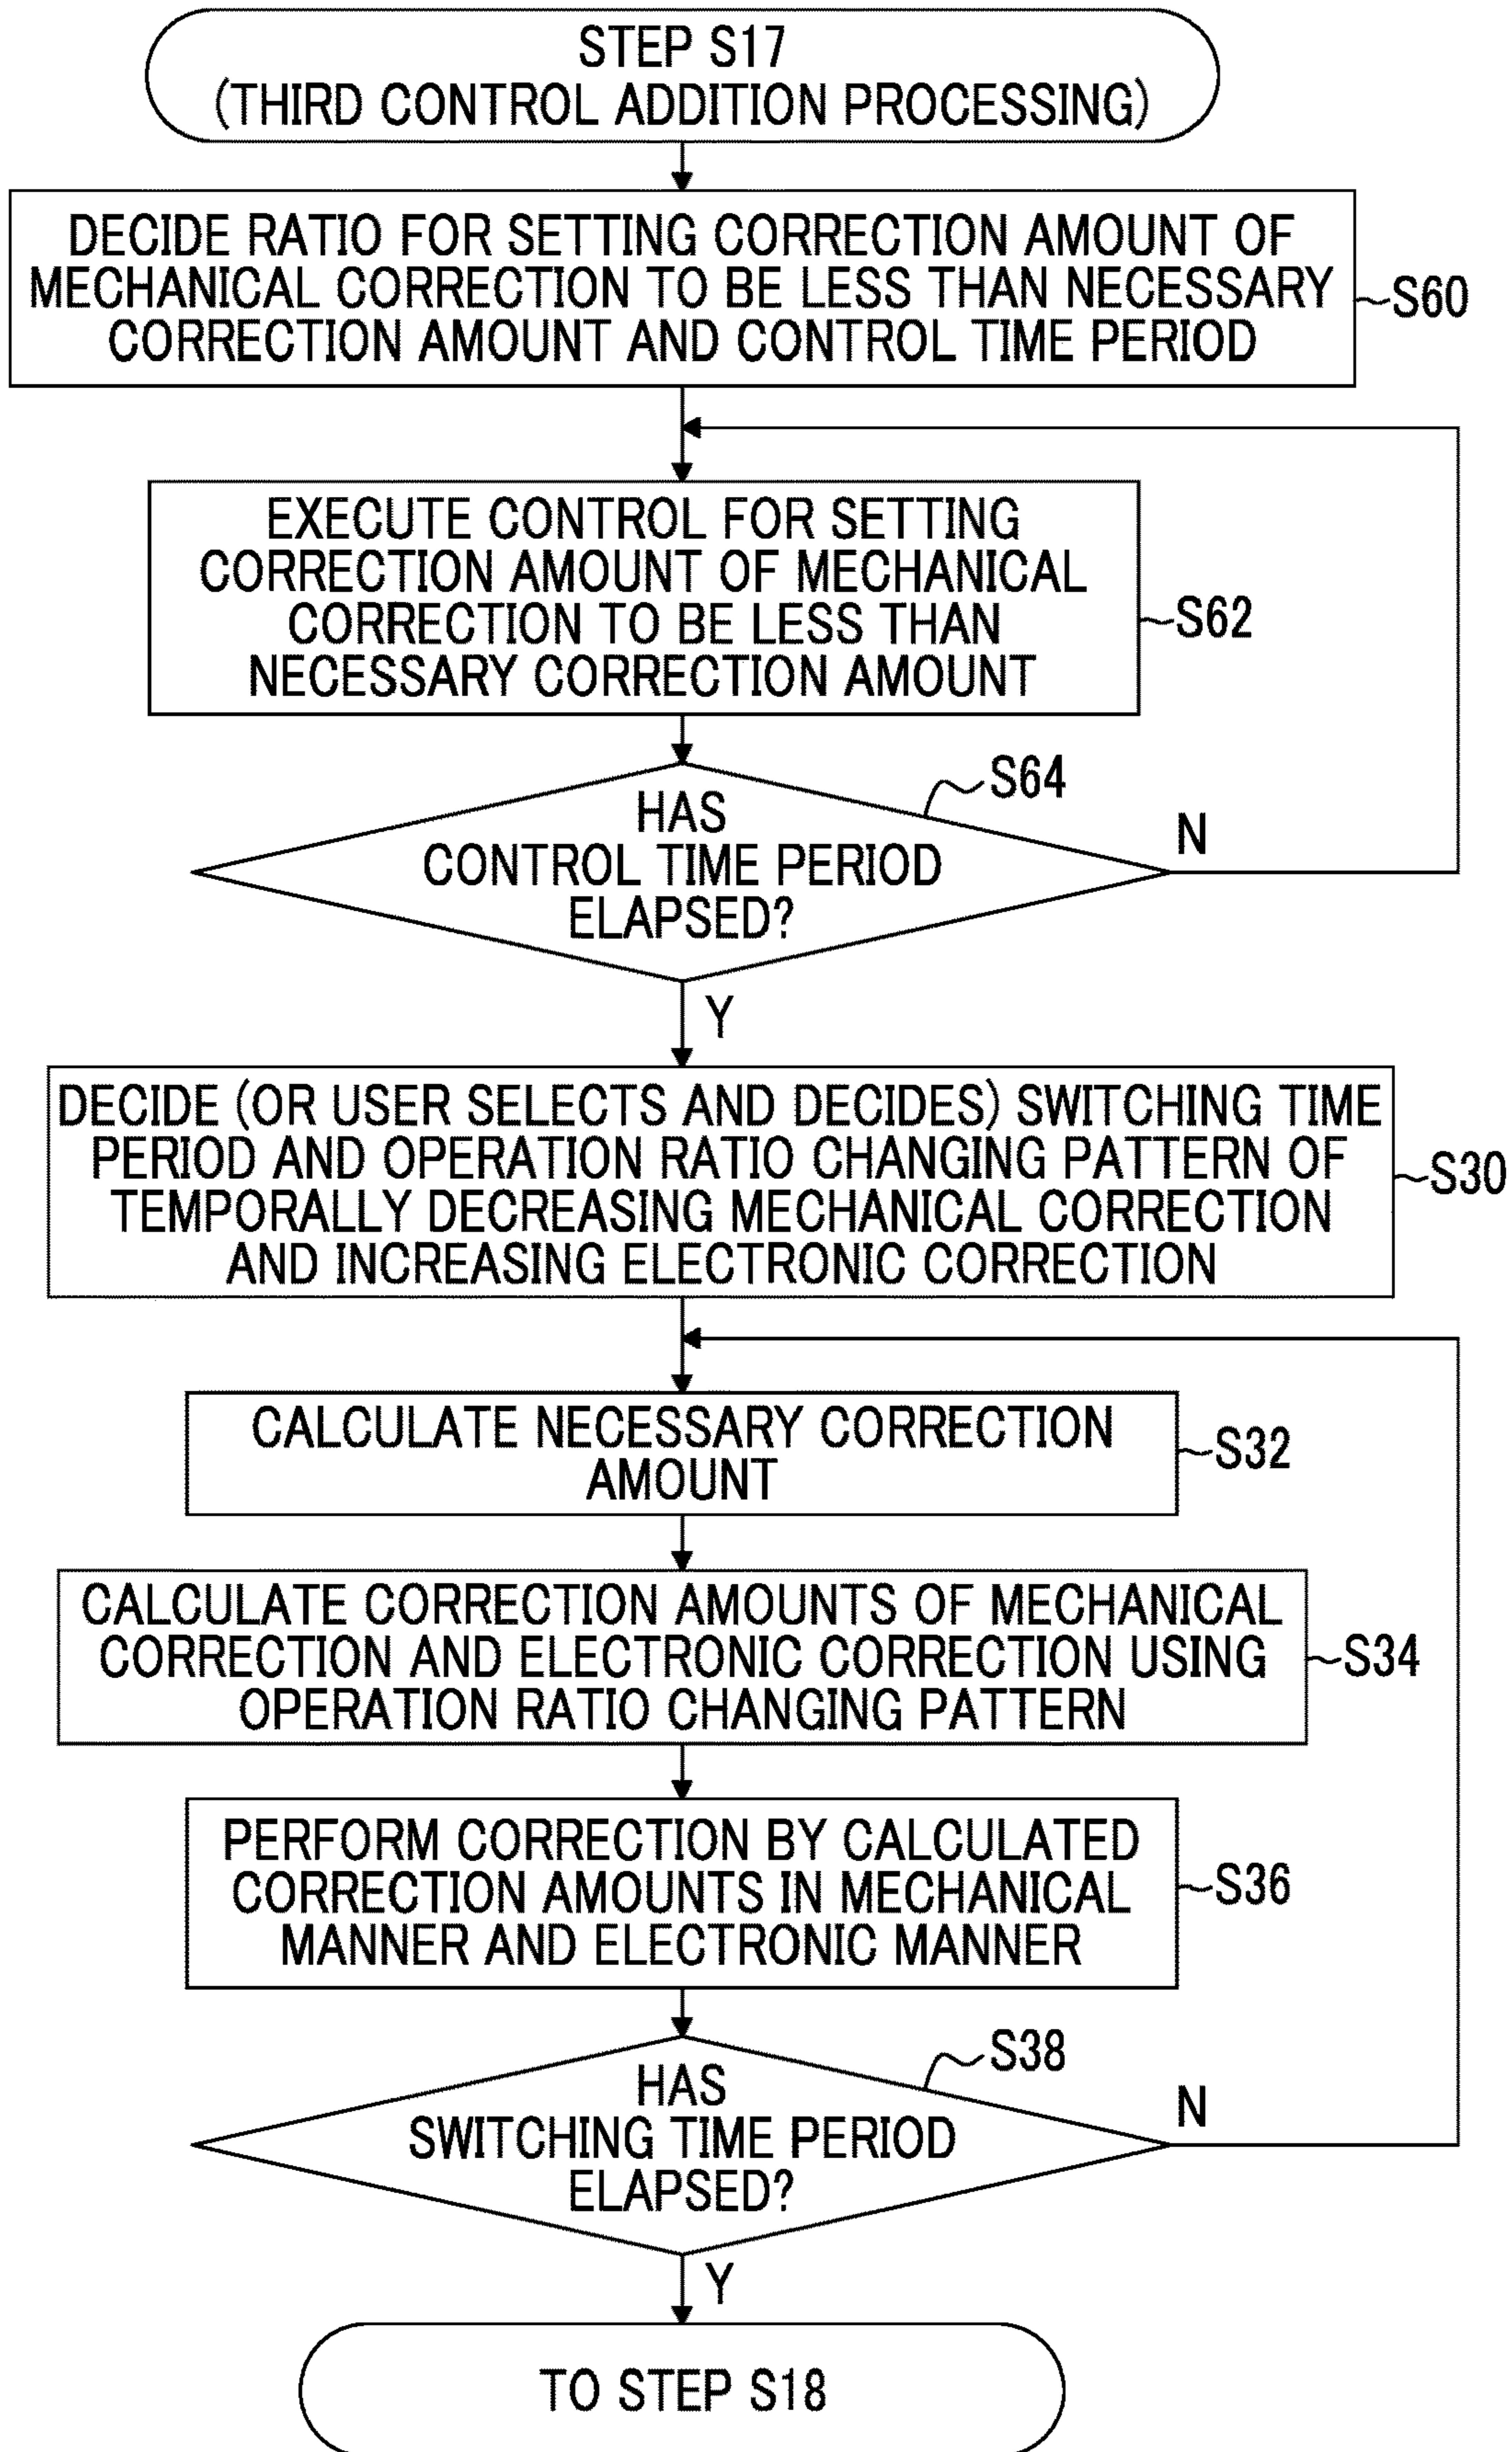 STEP S17
(THIRD CONTROL ADDITION PROCESSING)
DECIDE RATIO FOR SETTING CORRECTION AMOUNT OF
MECHANICAL CORRECTION TO BE LESS THAN NECESSARY
CORRECTION AMOUNT AND CONTROL TIME PERIOD
S60
EXECUTE CONTROL FOR SETTING
CORRECTION AMOUNT OF MECHANICAL
CORRECTION TO BE LESS THAN
NECESSARY CORRECTION AMOUNT
S62
S64
HAS
CONTROL TIME PERIOD
ELAPSED?
N
Y
DECIDE (OR USER SELECTS AND DECIDES) SWITCHING TIME
PERIOD AND OPERATION RATIO CHANGING PATTERN OF
TEMPORALLY DECREASING MECHANICAL CORRECTION
AND INCREASING ELECTRONIC CORRECTION
S30
CALCULATE NECESSARY CORRECTION
AMOUNT
S32
CALCULATE CORRECTION AMOUNTS OF MECHANICAL
CORRECTION AND ELECTRONIC CORRECTION USING
OPERATION RATIO CHANGING PATTERN
S34
PERFORM CORRECTION BY CALCULATED
CORRECTION AMOUNTS IN MECHANICAL
MANNER AND ELECTRONIC MANNER
S36
S38
HAS
SWITCHING TIME PERIOD
ELAPSED?
N
Y
TO STEP S18